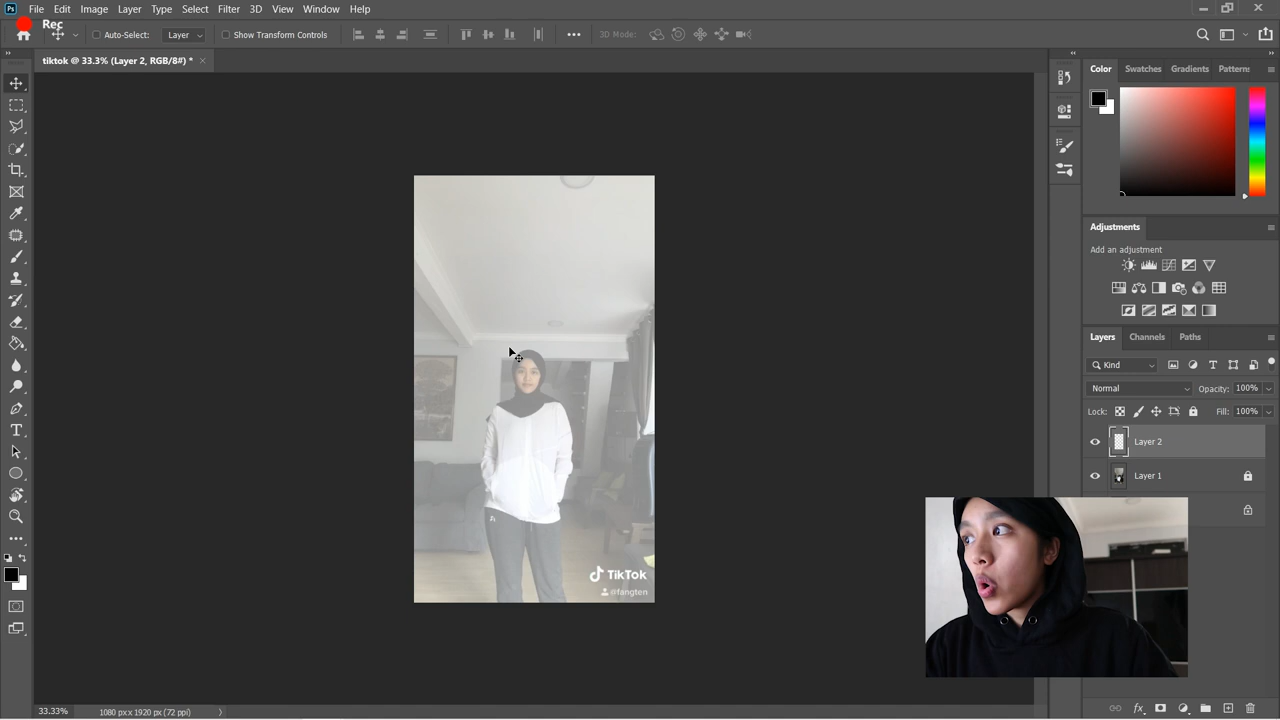 Ps File Edit Image Layer Type Select Filter 3D View Window Help
Rec
Auto-Select: Layer Show Transform Controls 3D Mode:
tiktok @ 33.3% (Layer 2, RGB/8#) *
Color Swatches Gradients Pattern:
Adjustments
Add an adjustment
Layers Channels Paths
Kind
Normal Opacity: 100%
Lock: Fill: 100%
Layer 2
Layer 1
TikTok
@fangten
33.33% 1080 px x 1920 px (72 ppi)
fx